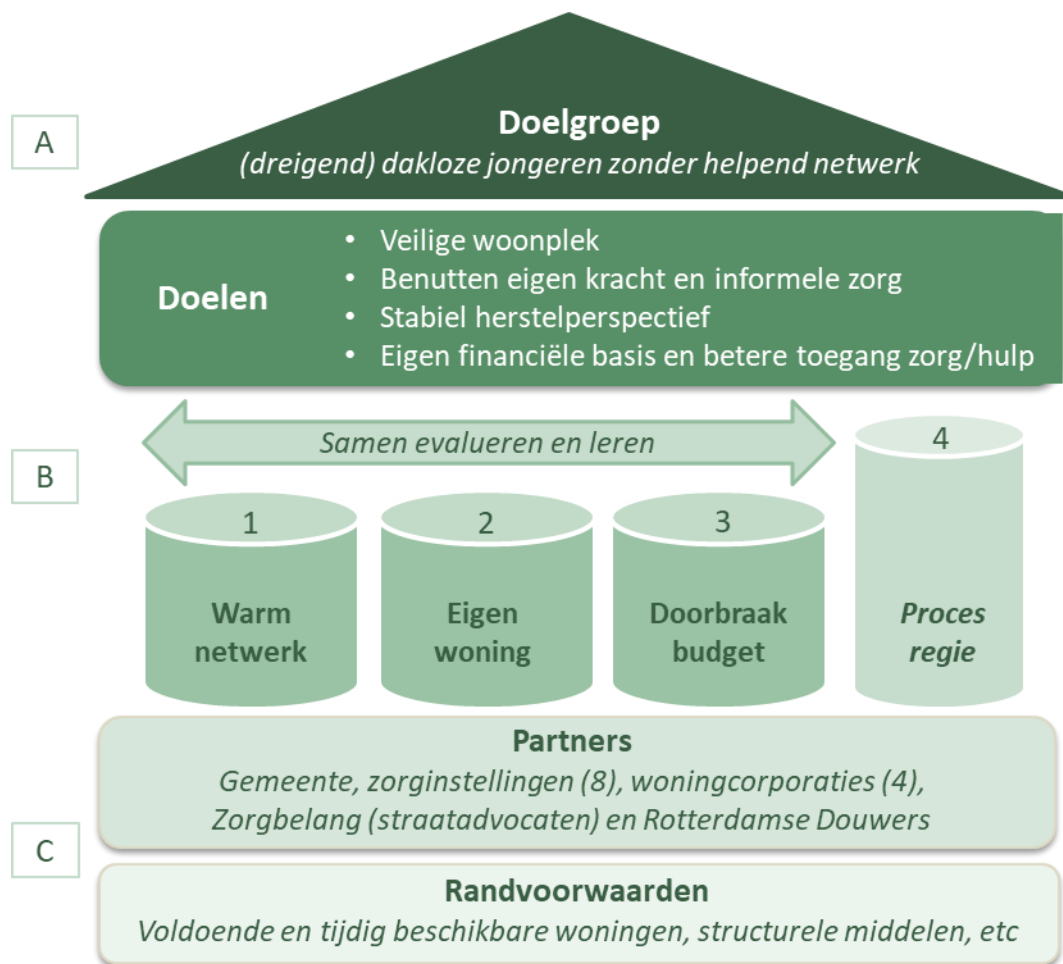 A
Doelgroep
(dreigend) dakloze jongeren zonder helpend netwerk
Doelen
• Veilige woonplek
• Benutten eigen kracht en informele zorg
• Stabiel herstelperspectief
• Eigen financiële basis en betere toegang zorg/hulp
B
Samen evalueren en leren
1
Warm
netwerk
2
Eigen
woning
3
Doorbraak
budget
4
Proces
regie
C
Partners
Gemeente, zorginstellingen (8), woningcorporaties (4),
Zorgbelang (straatadvocaten) en Rotterdamse Douwers
Randvoorwaarden
Voldoende en tijdig beschikbare woningen, structurele middelen, etc